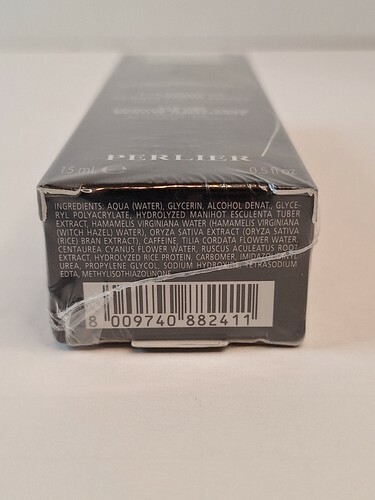 PERLIER
15 ml e 0.5 fl oz
INGREDIENTS: AQUA (WATER), GLYCERIN, ALCOHOL DENAT., GLYCE-
RYL POLYACRYLATE, HYDROLYZED MANIHOT ESCULENTA TUBER
EXTRACT, HAMAMELIS VIRGINIANA WATER (HAMAMELIS VIRGINIANA
(WITCH HAZEL) WATER), ORYZA SATIVA EXTRACT (ORYZA SATIVA
(RICE) BRAN EXTRACT), CAFFEINE, TILIA CORDATA FLOWER WATER,
CENTAUREA CYANUS FLOWER WATER, RUSCUS ACULEATUS ROOT
EXTRACT, HYDROLYZED RICE PROTEIN, CARBOMER, IMIDAZOLIDINYL
UREA, PROPYLENE GLYCOL, SODIUM HYDROXIDE, TETRASODIUM
EDTA, METHYLISOTHIAZOLINONE.
8 009740 882411